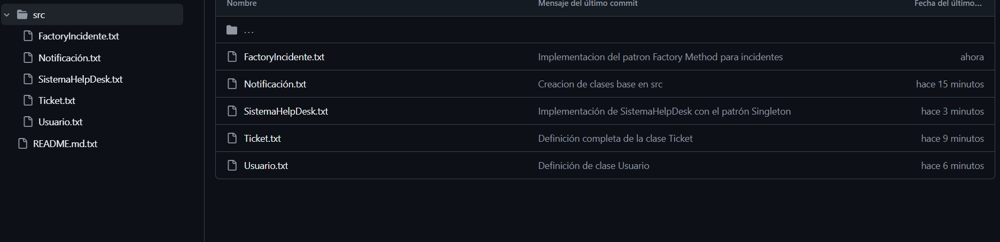 src
FactoryIncidente.txt
Notificación.txt
SistemaHelpDesk.txt
Ticket.txt
Usuario.txt
README.md.txt
Nombre Mensaje del último commit Fecha del último...
...
FactoryIncidente.txt Implementacion del patron Factory Method para incidentes ahora
Notificación.txt Creacion de clases base en src hace 15 minutos
SistemaHelpDesk.txt Implementación de SistemaHelpDesk con el patrón Singleton hace 3 minutos
Ticket.txt Definición completa de la clase Ticket hace 9 minutos
Usuario.txt Definición de clase Usuario hace 6 minutos